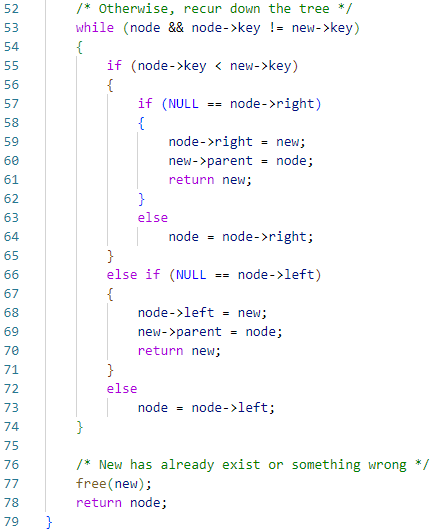 52 /* Otherwise, recur down the tree */
53 while (node && node->key != new->key)
54 {
55 if (node->key < new->key)
56 {
57 if (NULL == node->right)
58 {
59 node->right = new;
60 new->parent = node;
61 return new;
62 }
63 else
64 node = node->right;
65 }
66 else if (NULL == node->left)
67 {
68 node->left = new;
69 new->parent = node;
70 return new;
71 }
72 else
73 node = node->left;
74 }
75
76 /* New has already exist or something wrong */
77 free(new);
78 return node;
79 }